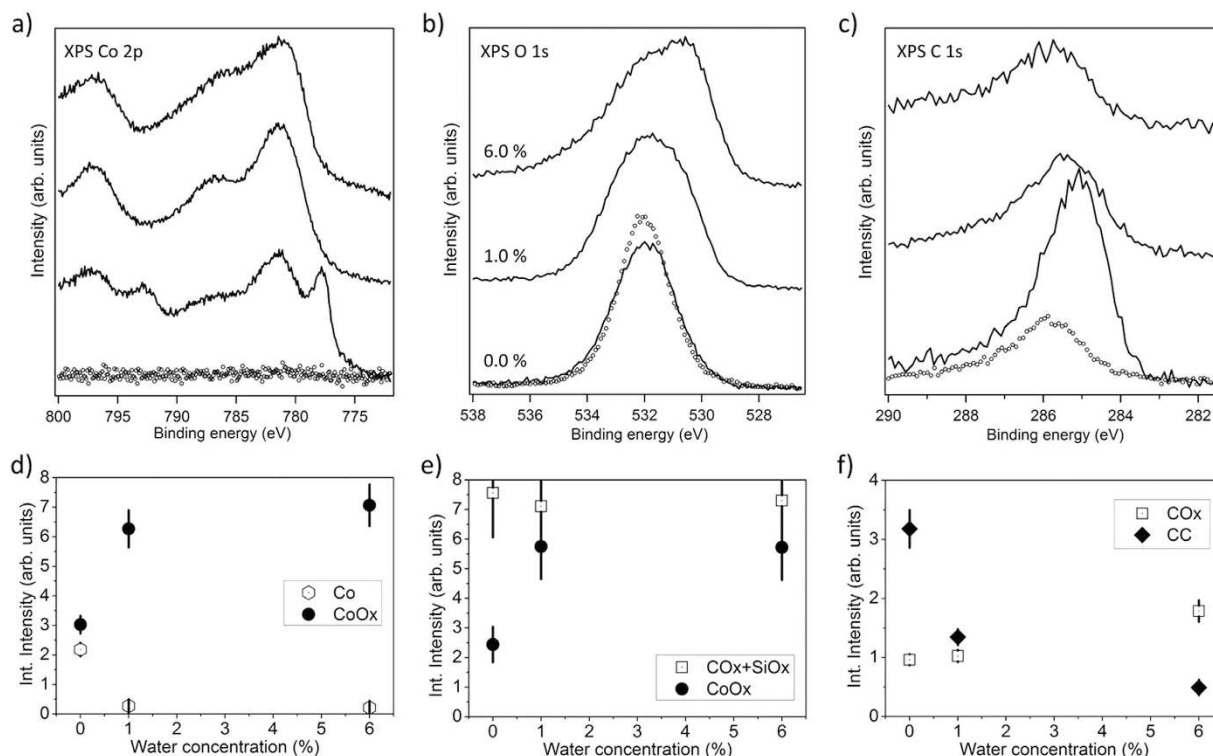 a)
XPS Co 2p
Intensity (arb. units)
800 795 790 785 780 775
Binding energy (eV)
b)
XPS O 1s
6.0 %
1.0 %
0.0 %
Intensity (arb. units)
538 536 534 532 530 528
Binding energy (eV)
c)
XPS C 1s
Intensity (arb. units)
290 288 286 284 282
Binding energy (eV)
d)
8
7
6
5
4
3
2
1
0
Int. Intensity (arb. units)
Co
CoOx
0 1 2 3 4 5 6
Water concentration (%)
e)
8
7
6
5
4
3
2
1
0
Int. Intensity (arb. units)
COx+SiOx
CoOx
0 1 2 3 4 5 6
Water concentration (%)
f)
4
3
2
1
0
Int. Intensity (arb. units)
COx
CC
0 1 2 3 4 5 6
Water concentration (%)